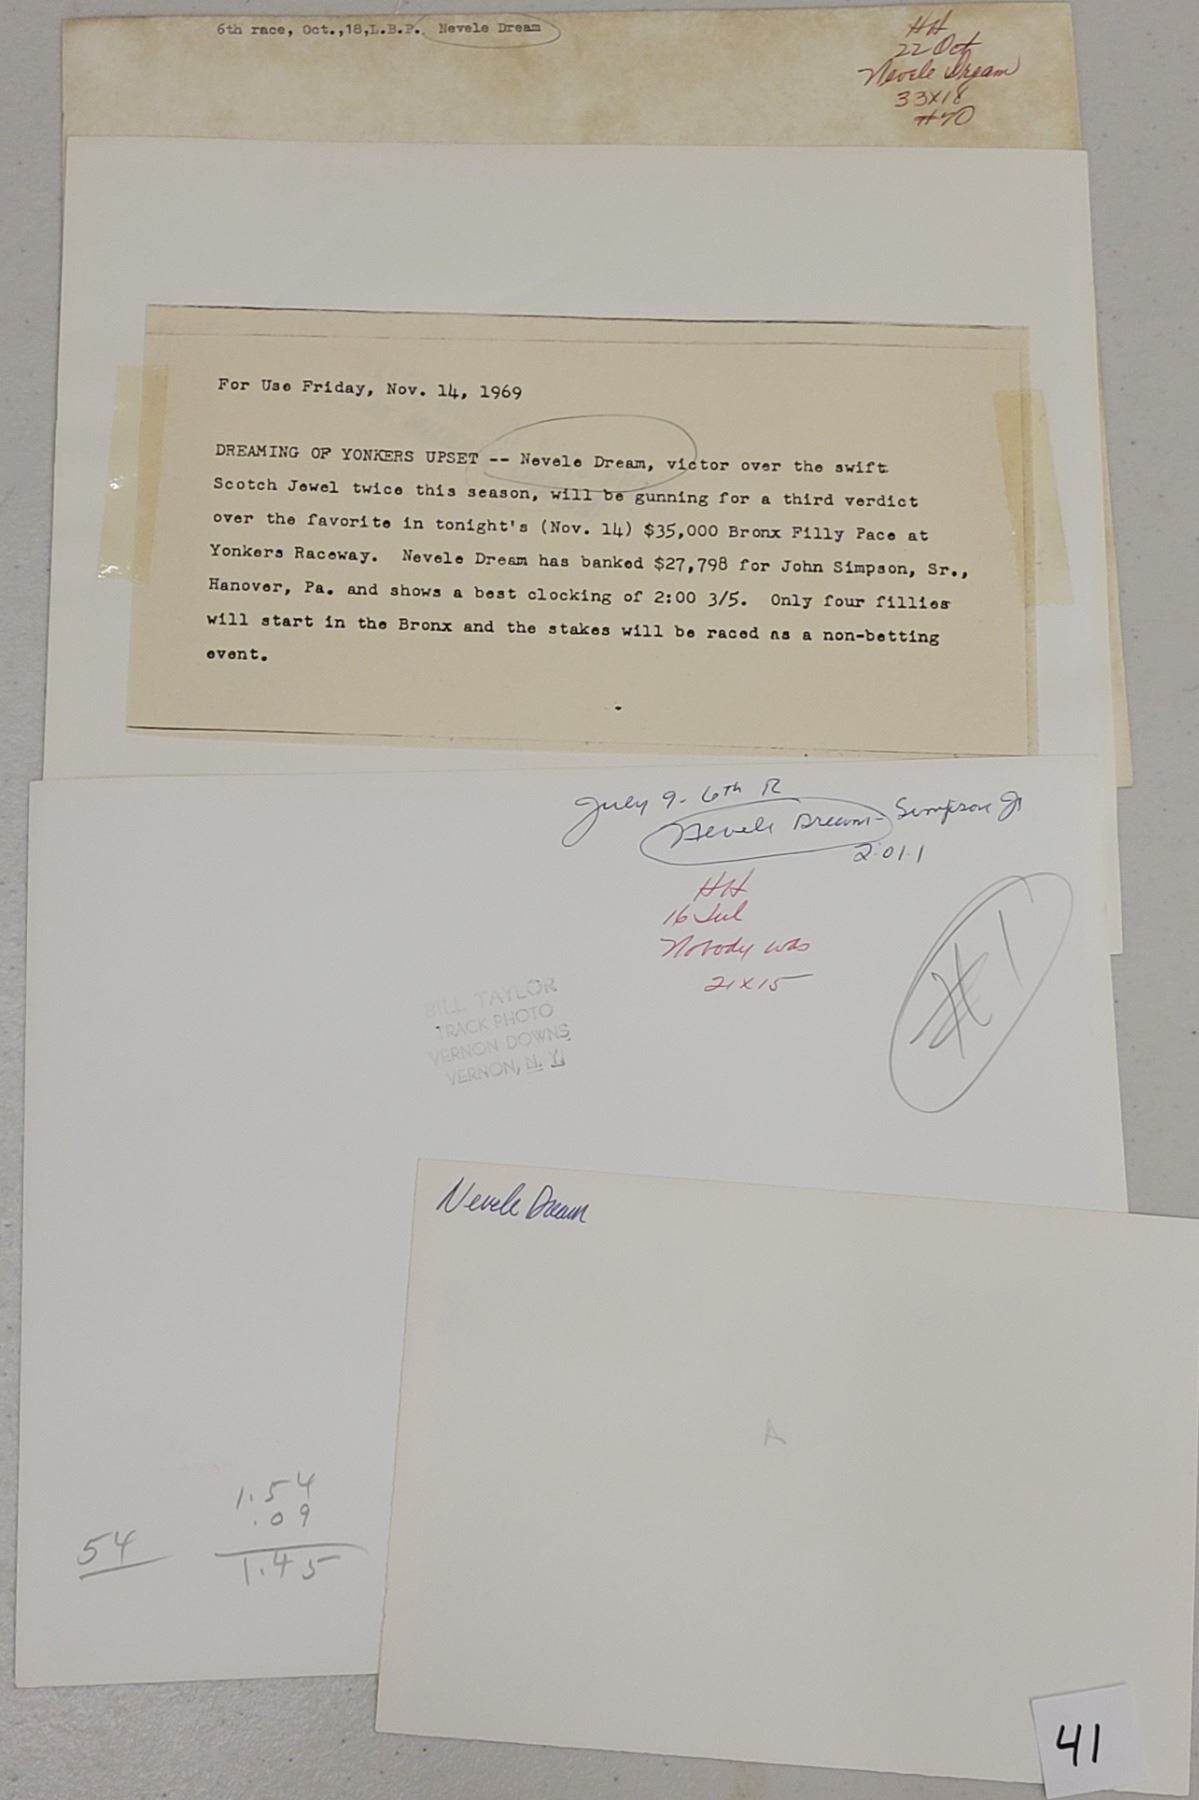 6th race, Oct.,18,L.B.P. Nevele Dream
HH
22 Oct
Nevele Dream
33x18
#70
For Use Friday, Nov. 14, 1969
DREAMING OF YONKERS UPSET -- Nevele Dream, victor over the swift
Scotch Jewel twice this season, will be gunning for a third verdict
over the favorite in tonight's (Nov. 14) $35,000 Bronx Filly Pace at
Yonkers Raceway. Nevele Dream has banked $27,798 for John Simpson, Sr.,
Hanover, Pa. and shows a best clocking of 2:00 3/5. Only four fillies
will start in the Bronx and the stakes will be raced as a non-betting
event.
July 9- 6th R
Nevele Dream- Simpson Jr
2.01.1
HH
16 Jul
Nobody was
21x15
#1
BILL TAYLOR
TRACK PHOTO
VERNON DOWNS
VERNON, N. Y.
Nevele Dream
A
1.54
.09
1.45
54
41